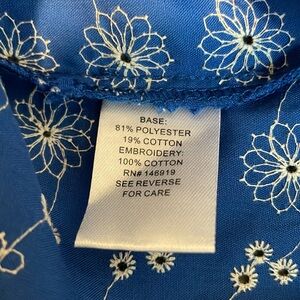 BASE:
81% POLYESTER
19% COTTON
EMBROIDERY:
100% COTTON
RN# 146919
SEE REVERSE
FOR CARE